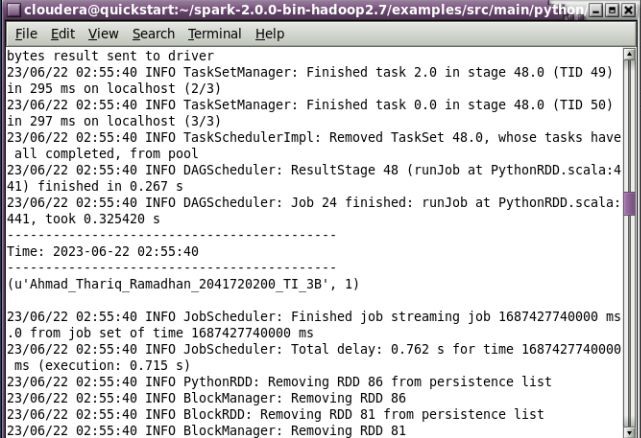 cloudera@quickstart:~/spark-2.0.0-bin-hadoop2.7/examples/src/main/python/
File Edit View Search Terminal Help
bytes result sent to driver
23/06/22 02:55:40 INFO TaskSetManager: Finished task 2.0 in stage 48.0 (TID 49)
in 295 ms on localhost (2/3)
23/06/22 02:55:40 INFO TaskSetManager: Finished task 0.0 in stage 48.0 (TID 50)
in 297 ms on localhost (3/3)
23/06/22 02:55:40 INFO TaskSchedulerImpl: Removed TaskSet 48.0, whose tasks have
all completed, from pool
23/06/22 02:55:40 INFO DAGScheduler: ResultStage 48 (runJob at PythonRDD.scala:4
41) finished in 0.267 s
23/06/22 02:55:40 INFO DAGScheduler: Job 24 finished: runJob at PythonRDD.scala:
441, took 0.325420 s
-------------------------------------------
Time: 2023-06-22 02:55:40
-------------------------------------------
(u'Ahmad_Thariq_Ramadhan_2041720200_TI_3B', 1)
23/06/22 02:55:40 INFO JobScheduler: Finished job streaming job 1687427740000 ms
.0 from job set of time 1687427740000 ms
23/06/22 02:55:40 INFO JobScheduler: Total delay: 0.762 s for time 1687427740000
ms (execution: 0.715 s)
23/06/22 02:55:40 INFO PythonRDD: Removing RDD 86 from persistence list
23/06/22 02:55:40 INFO BlockManager: Removing RDD 86
23/06/22 02:55:40 INFO BlockRDD: Removing RDD 81 from persistence list
23/06/22 02:55:40 INFO BlockManager: Removing RDD 81